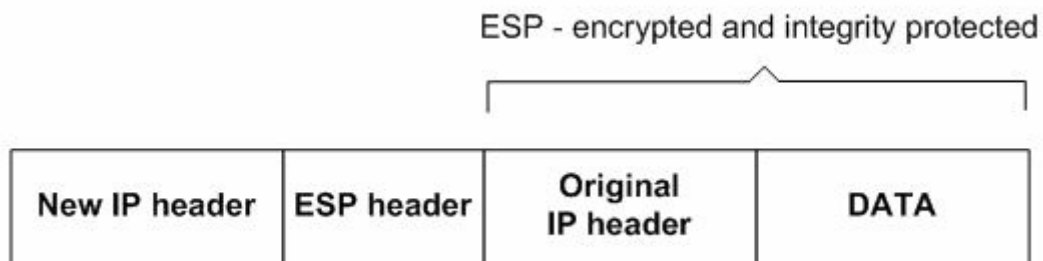 ESP - encrypted and integrity protected
New IP header
ESP header
Original
IP header
DATA